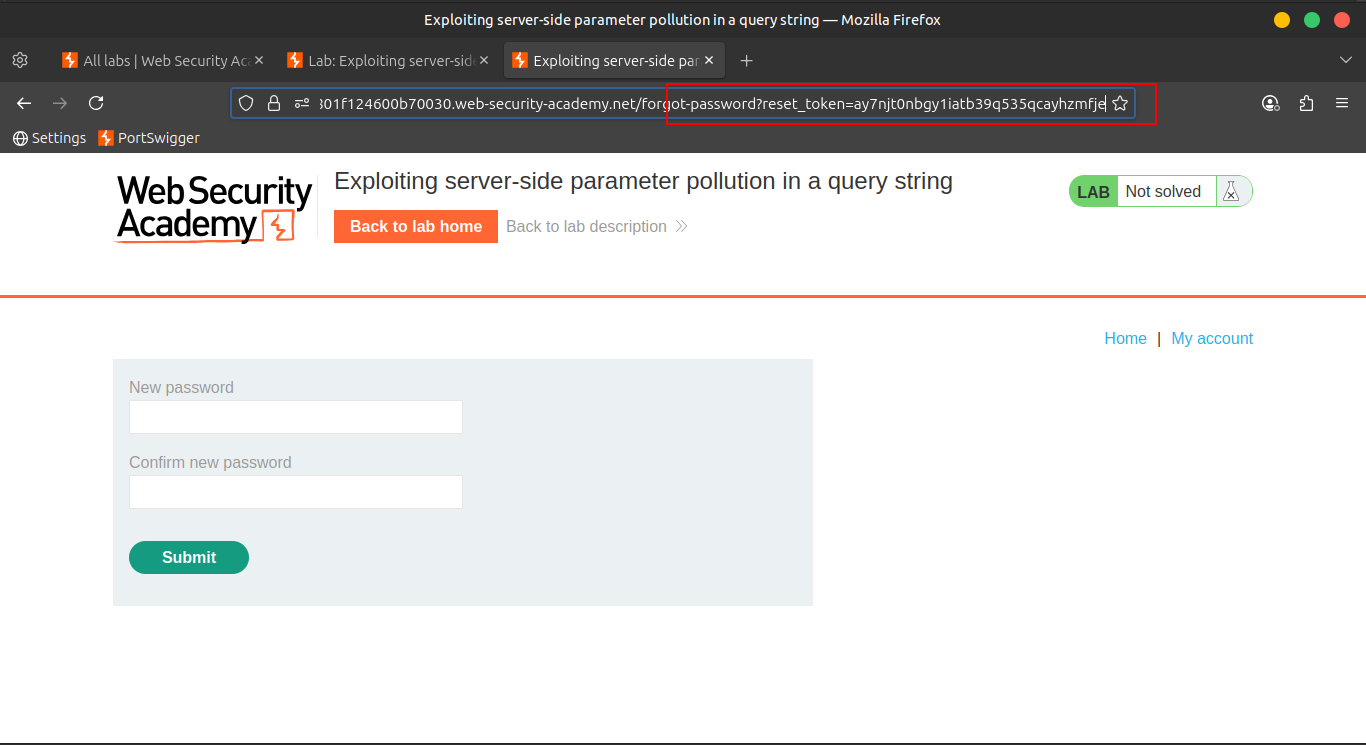 Exploiting server-side parameter pollution in a query string — Mozilla Firefox
All labs | Web Security Aca
Lab: Exploiting server-side
Exploiting server-side par
301f124600b70030.web-security-academy.net/forgot-password?reset_token=ay7njt0nbgy1iatb39q535qcayhzmfje
Settings
PortSwigger
Web Security
Academy
Exploiting server-side parameter pollution in a query string
LAB
Not solved
Back to lab home
Back to lab description
Home | My account
New password
Confirm new password
Submit